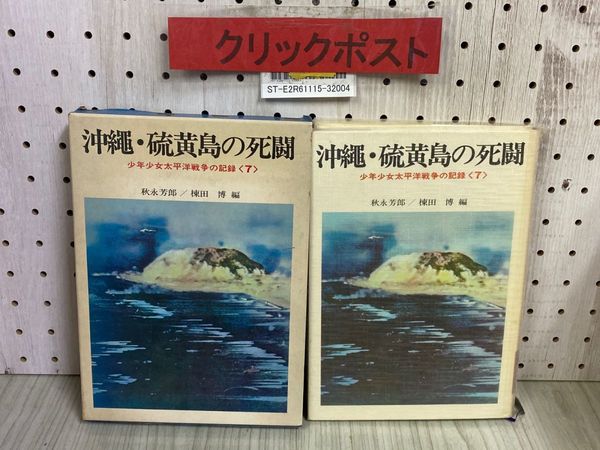 クリックポスト
ST-E2R61115-32004
沖繩・硫黄島の死闘
少年少女太平洋戦争の記録〈7〉
秋永芳郎／棟田 博 編
沖繩・硫黄島の死闘
少年少女太平洋戦争の記録〈7〉
秋永芳郎／棟田 博 編